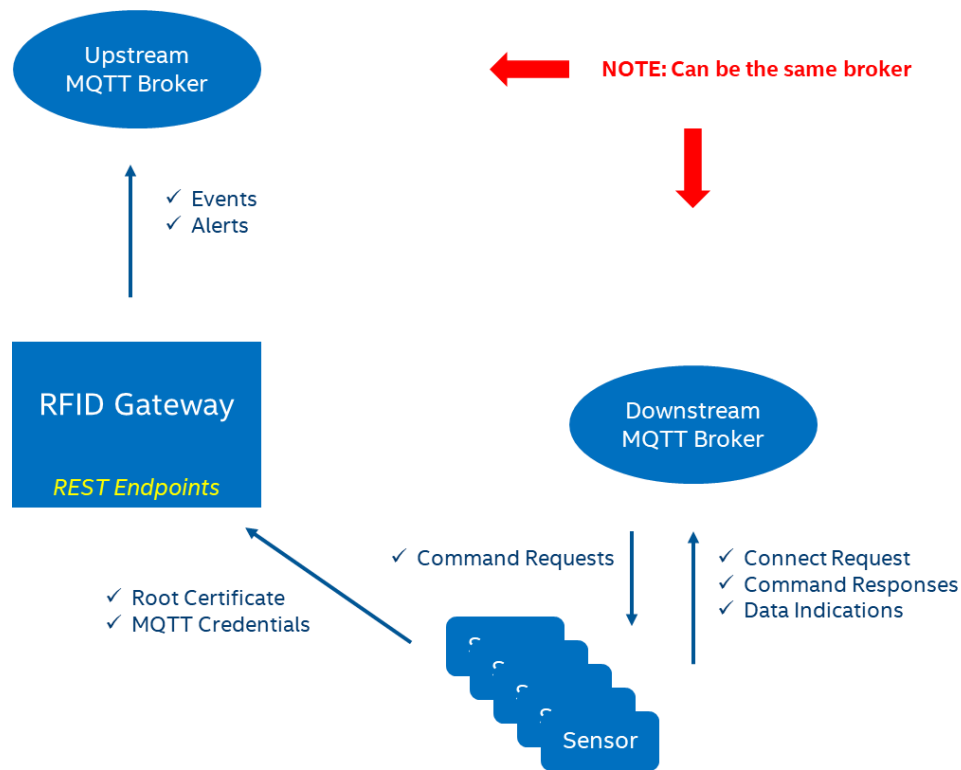 Upstream
MQTT Broker
NOTE: Can be the same broker
✓ Events
✓ Alerts
RFID Gateway
REST Endpoints
Downstream
MQTT Broker
✓ Command Requests
✓ Connect Request
✓ Command Responses
✓ Data Indications
✓ Root Certificate
✓ MQTT Credentials
S
S
S
S
Sensor